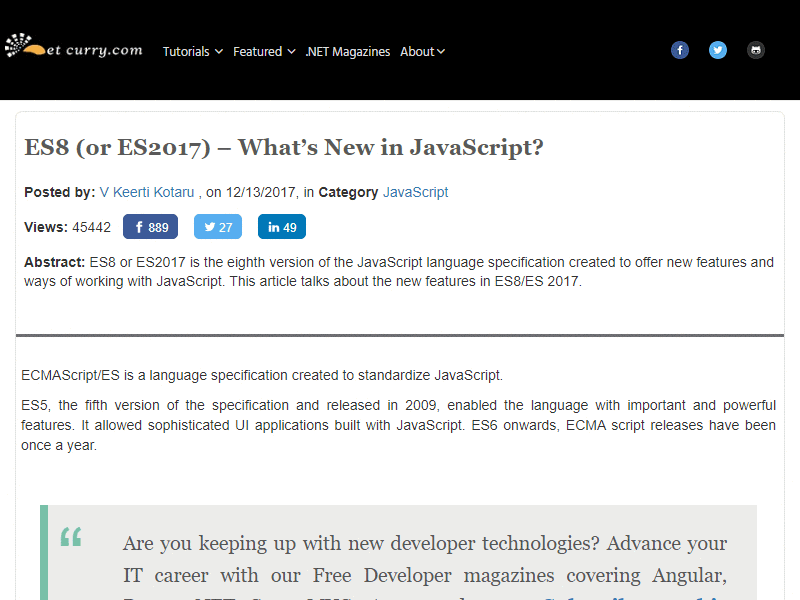 et curry.com
Tutorials Featured .NET Magazines About
ES8 (or ES2017) – What's New in JavaScript?
Posted by: V Keerti Kotaru , on 12/13/2017, in Category JavaScript
Views: 45442 f 889 27 in 49
Abstract: ES8 or ES2017 is the eighth version of the JavaScript language specification created to offer new features and
ways of working with JavaScript. This article talks about the new features in ES8/ES 2017.
ECMAScript/ES is a language specification created to standardize JavaScript.
ES5, the fifth version of the specification and released in 2009, enabled the language with important and powerful
features. It allowed sophisticated UI applications built with JavaScript. ES6 onwards, ECMA script releases have been
once a year.
“
Are you keeping up with new developer technologies? Advance your
IT career with our Free Developer magazines covering Angular,